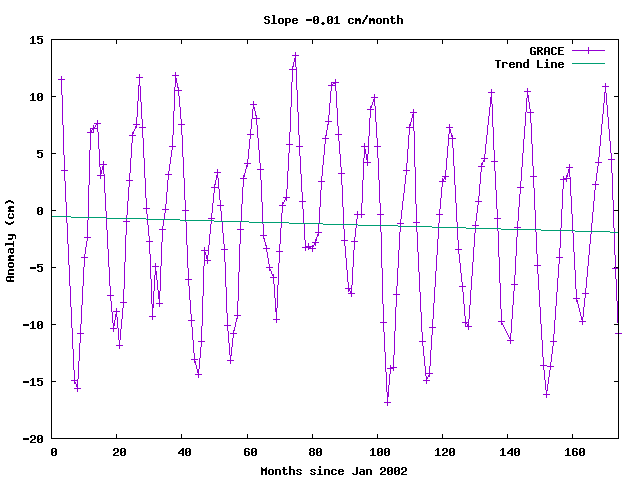 Slope -0.01 cm/month
15
GRACE
Trend Line
10
5
0
-5
-10
-15
-20
Anomaly (cm)
0 20 40 60 80 100 120 140 160
Months since Jan 2002